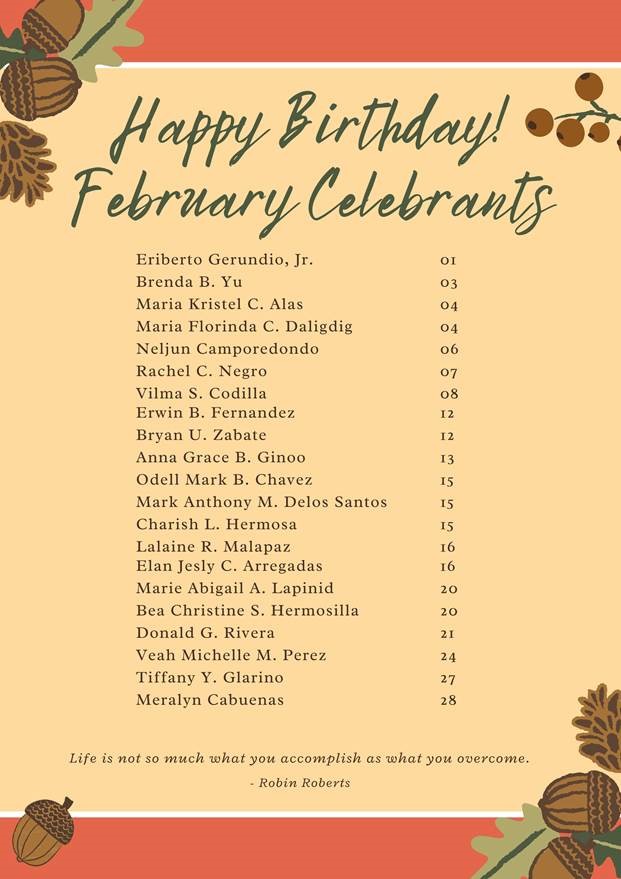 Happy Birthday!
February Celebrants
Eriberto Gerundio, Jr. 01
Brenda B. Yu 03
Maria Kristel C. Alas 04
Maria Florinda C. Daligdig 04
Neljun Camporedondo 06
Rachel C. Negro 07
Vilma S. Codilla 08
Erwin B. Fernandez 12
Bryan U. Zabate 12
Anna Grace B. Ginoo 13
Odell Mark B. Chavez 15
Mark Anthony M. Delos Santos 15
Charish L. Hermosa 15
Lalaine R. Malapaz 16
Elan Jesly C. Arregadas 16
Marie Abigail A. Lapinid 20
Bea Christine S. Hermosilla 20
Donald G. Rivera 21
Veah Michelle M. Perez 24
Tiffany Y. Glarino 27
Meralyn Cabuenas 28
Life is not so much what you accomplish as what you overcome.
- Robin Roberts